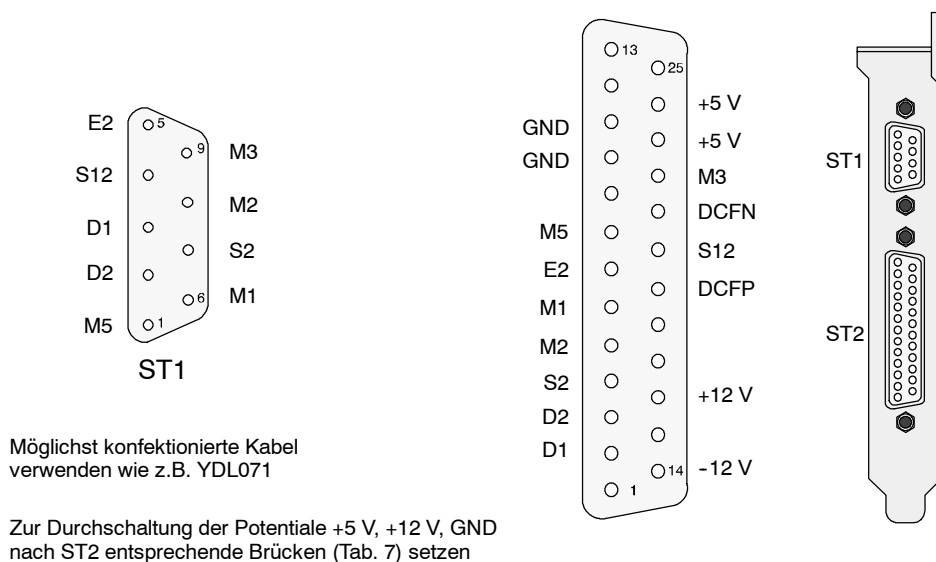 E2
5
9
M3
S12
M2
D1
S2
D2
6
M1
M5
1
ST1
Möglichst konfektionierte Kabel
verwenden wie z.B. YDL071
Zur Durchschaltung der Potentiale +5 V, +12 V, GND
nach ST2 entsprechende Brücken (Tab. 7) setzen
13
25
+5 V
GND
+5 V
GND
M3
DCFN
M5
S12
E2
DCFP
M1
M2
S2
+12 V
D2
D1
14
-12 V
1
ST1
ST2